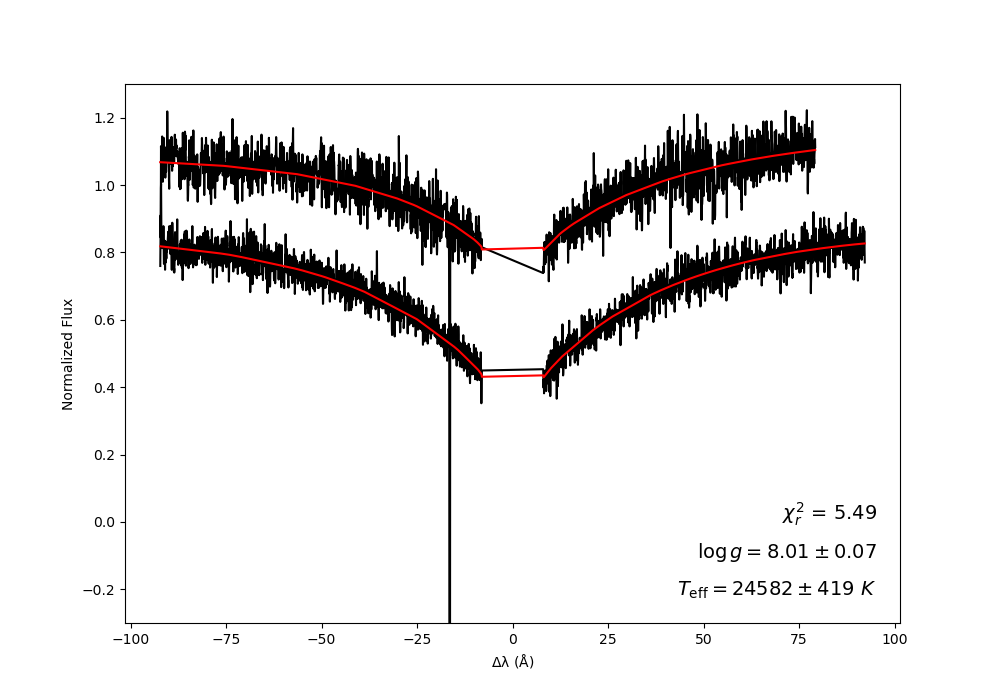 1.2
1.0
0.8
0.6
0.4
0.2
0.0
−0.2
Normalized Flux
χ²ᵣ = 5.49
log g = 8.01 ± 0.07
T_eff = 24582 ± 419 K
−100 −75 −50 −25 0 25 50 75 100
Δλ (Å)